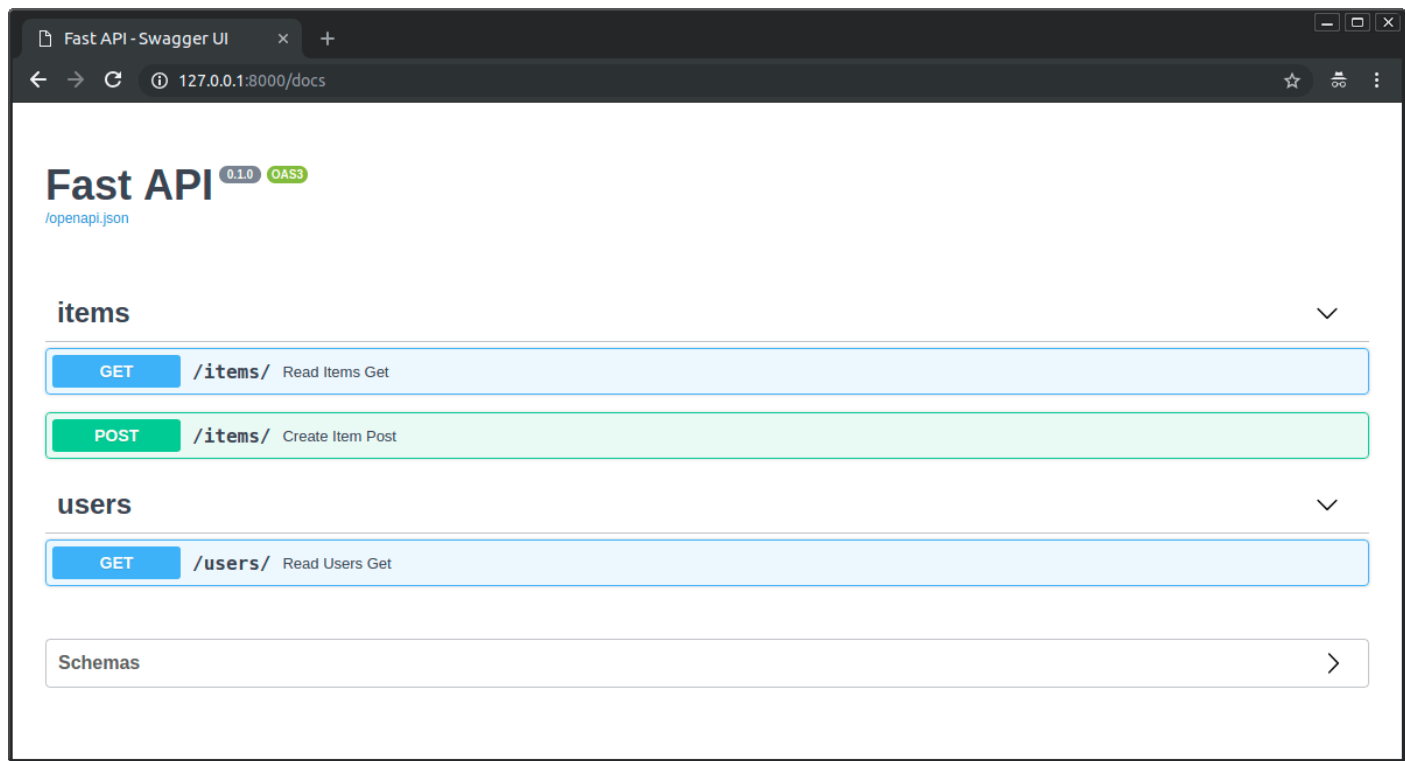 Fast API - Swagger UI
127.0.0.1:8000/docs
Fast API 0.1.0 OAS3
/openapi.json
items
GET /items/ Read Items Get
POST /items/ Create Item Post
users
GET /users/ Read Users Get
Schemas